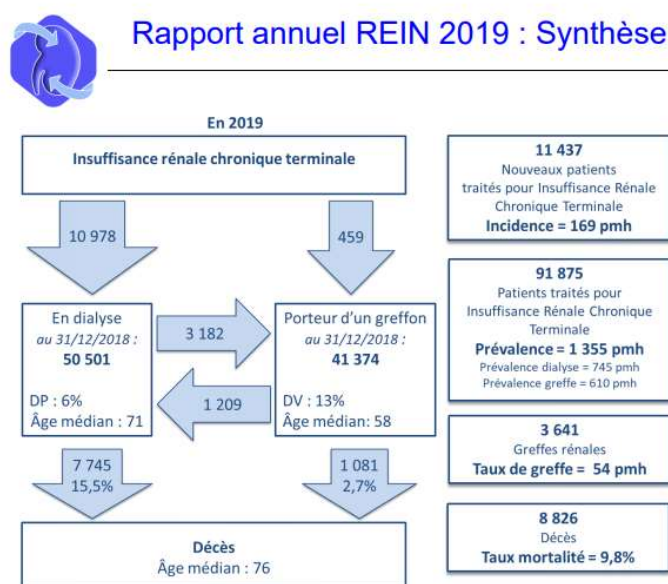 Rapport annuel REIN 2019 : Synthèse
En 2019
Insuffisance rénale chronique terminale
10 978
459
En dialyse
au 31/12/2018 :
50 501
DP : 6%
Âge médian : 71
3 182
1 209
Porteur d'un greffon
au 31/12/2018 :
41 374
DV : 13%
Âge médian: 58
7 745
15,5%
1 081
2,7%
Décès
Âge médian : 76
11 437
Nouveaux patients
traités pour Insuffisance Rénale
Chronique Terminale
Incidence = 169 pmh
91 875
Patients traités pour
Insuffisance Rénale Chronique
Terminale
Prévalence = 1 355 pmh
Prévalence dialyse = 745 pmh
Prévalence greffe = 610 pmh
3 641
Greffes rénales
Taux de greffe = 54 pmh
8 826
Décès
Taux mortalité = 9,8%